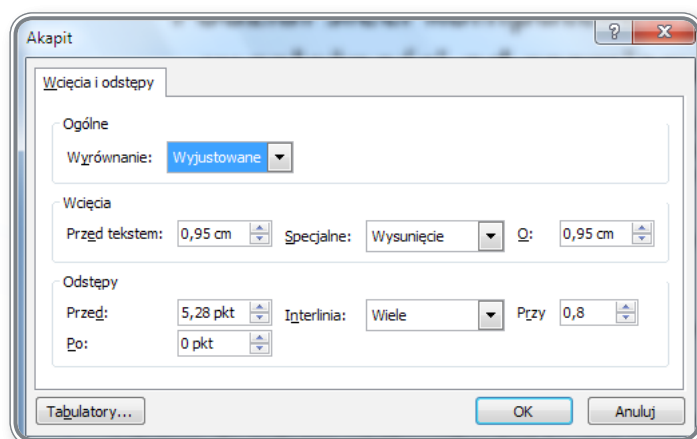 Akapit
Wcięcia i odstępy
Ogólne
Wyrównanie: Wyjustowane
Wcięcia
Przed tekstem: 0,95 cm Specjalne: Wysunięcie O: 0,95 cm
Odstępy
Przed: 5,28 pkt Interlinia: Wiele Przy 0,8
Po: 0 pkt
Tabulatory... OK Anuluj